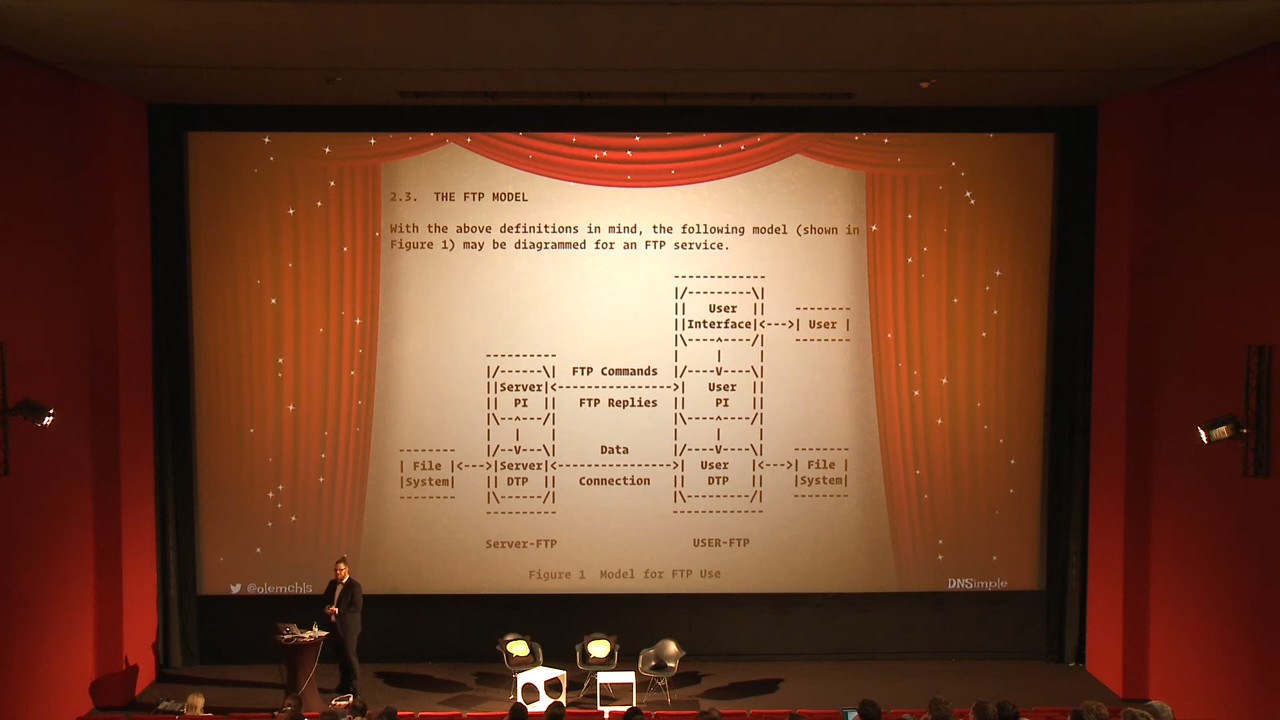 2.3.  THE FTP MODEL
With the above definitions in mind, the following model (shown in
Figure 1) may be diagrammed for an FTP service.
                                         -------------
                                         |/---------\|
                                         ||   User  ||    --------
                                         ||Interface|<--->| User |
                                         |\----^----/|    --------
              ----------                 |     |     |
              |/------\|  FTP Commands   |/----V----\|
              ||Server|<---------------->||   User  ||
              ||  PI  ||   FTP Replies   ||    PI   ||
              |\--^---/|                 |\----^----/|
              |   |    |                 |     |     |
  --------    |/--V---\|      Data       |/----V----\|    --------
  | File |<--->|Server|<---------------->|  User   |<--->| File |
  |System|    || DTP  ||   Connection    ||   DTP   ||    |System|
  --------    |\------/|                 |\---------/|    --------
              ----------                 -------------
              Server-FTP                   USER-FTP
Figure 1  Model for FTP Use
@olemchls
DNSimple